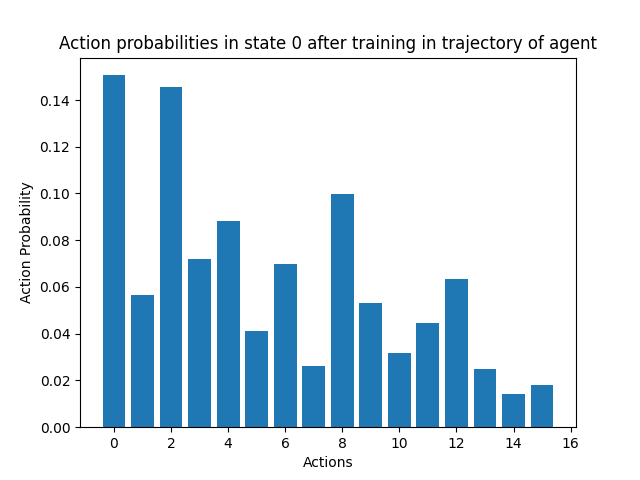 Action probabilities in state 0 after training in trajectory of agent
0.14
0.12
0.10
0.08
0.06
0.04
0.02
0.00
Action Probability
0 2 4 6 8 10 12 14 16
Actions